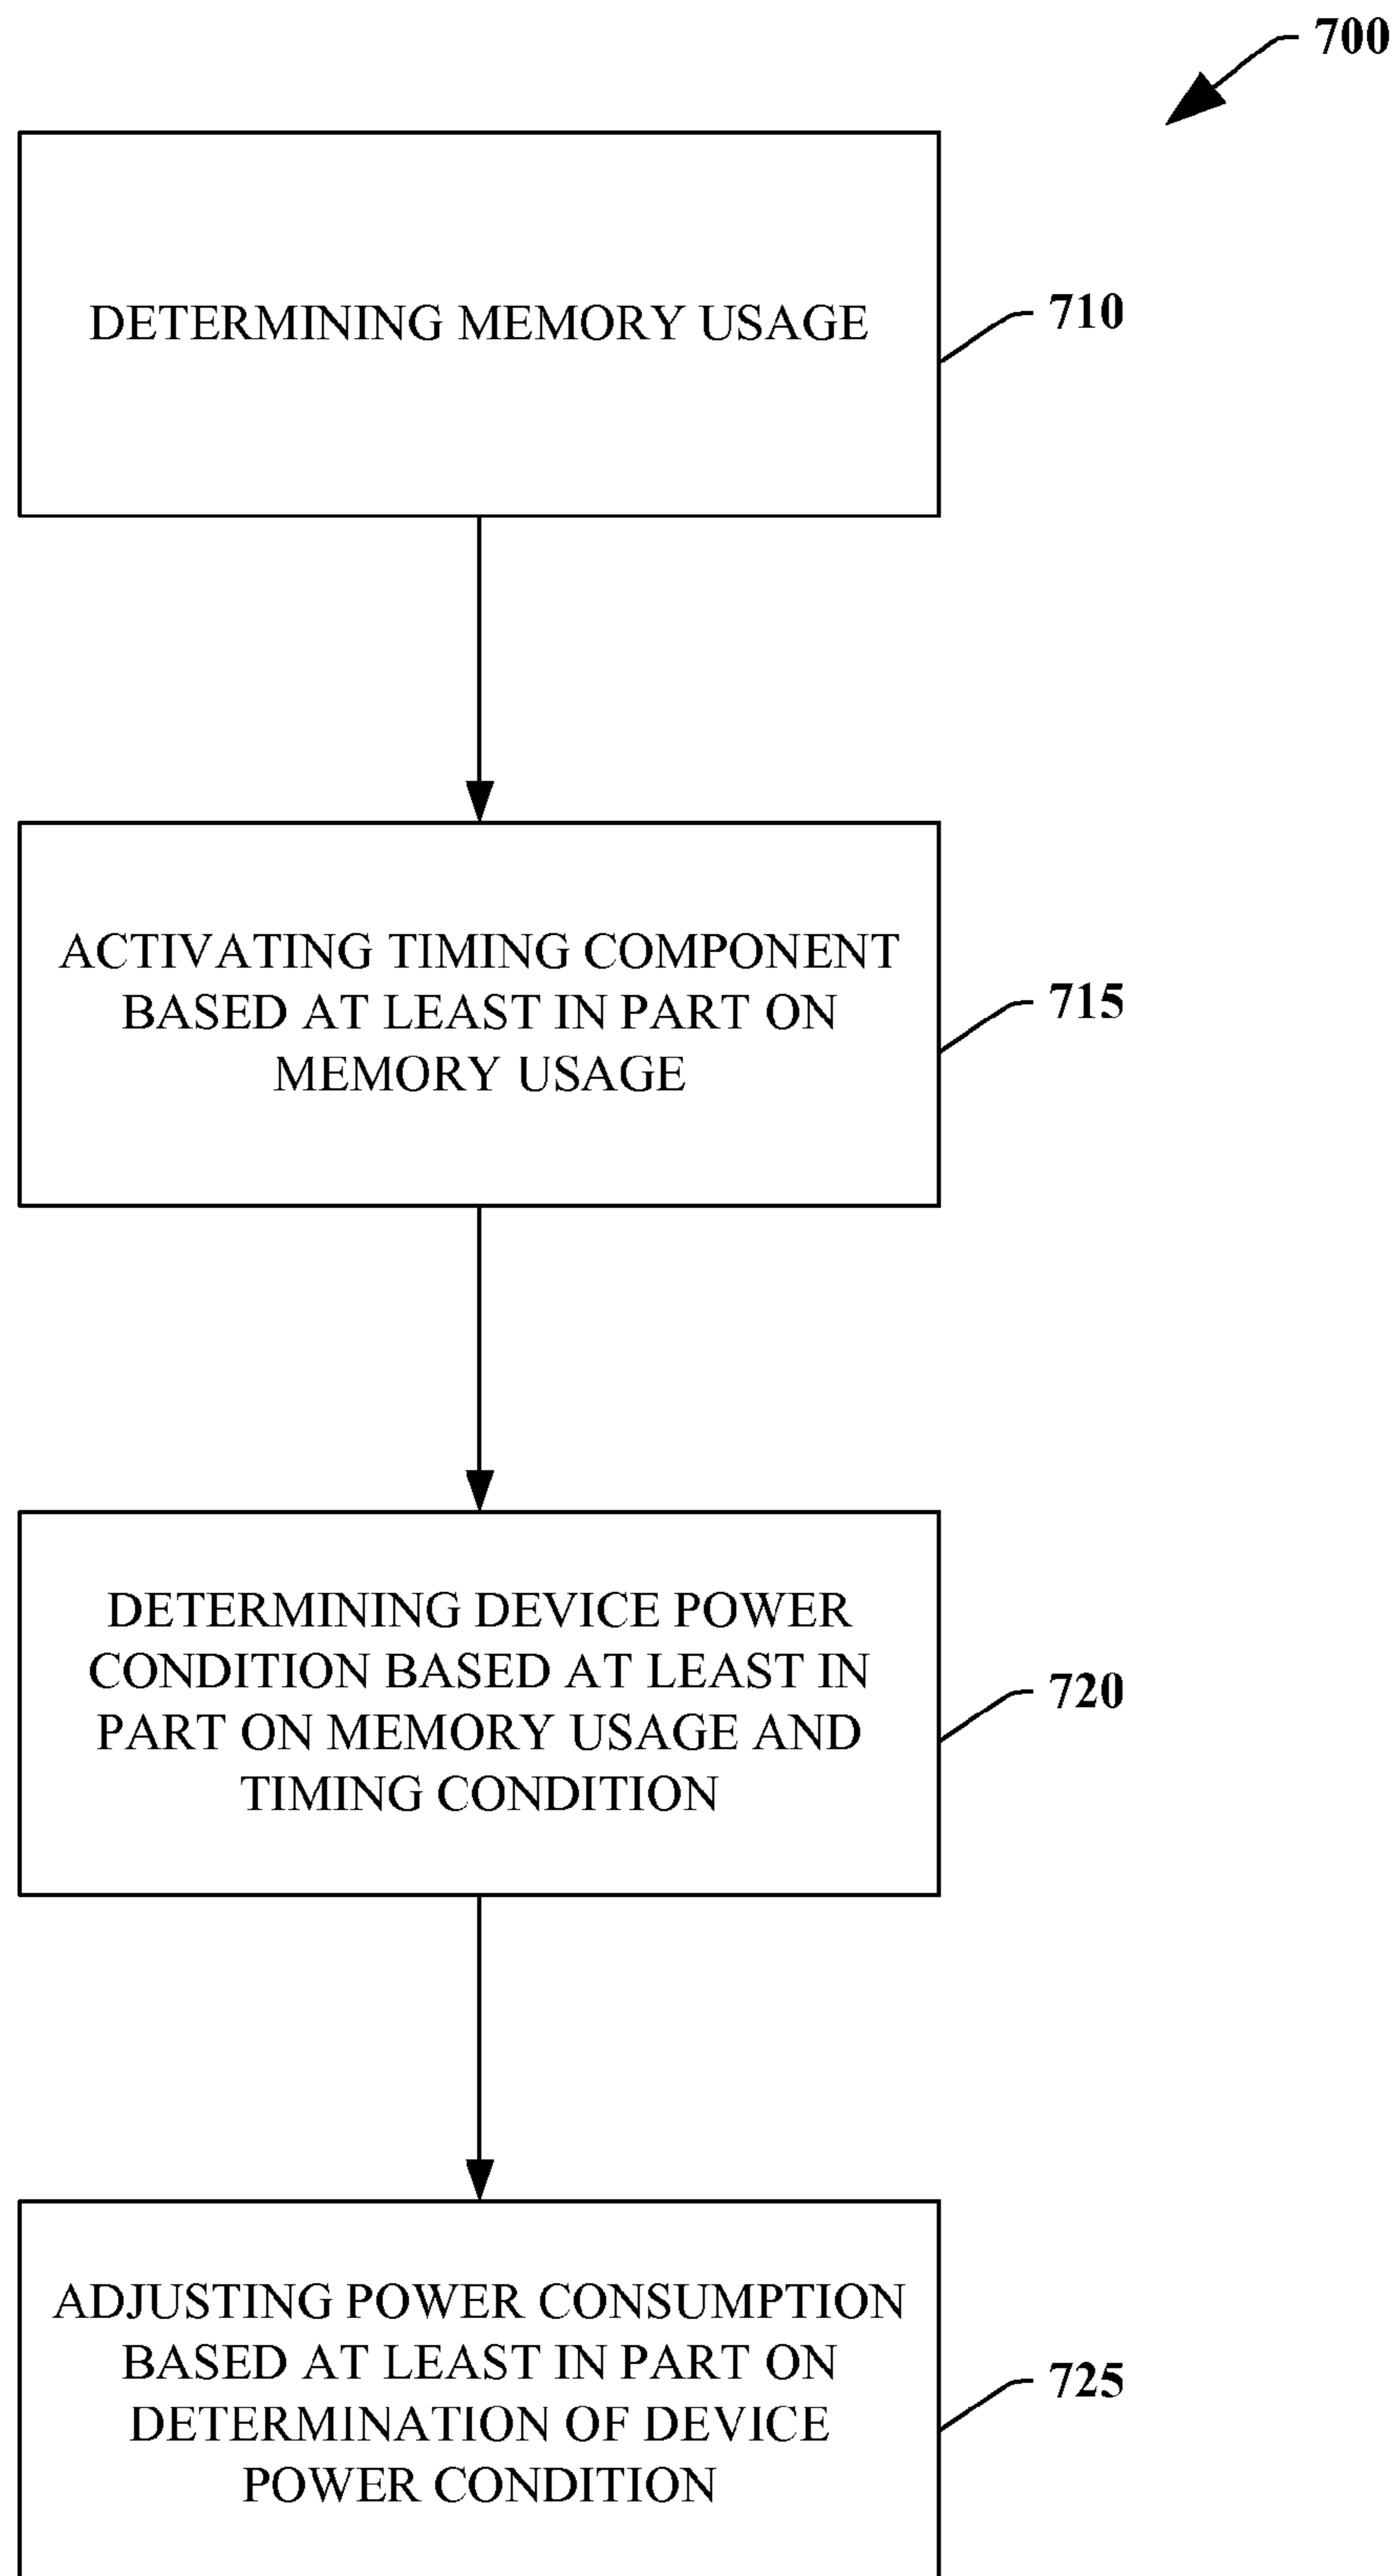 700
DETERMINING MEMORY USAGE
710
ACTIVATING TIMING COMPONENT
BASED AT LEAST IN PART ON
MEMORY USAGE
715
DETERMINING DEVICE POWER
CONDITION BASED AT LEAST IN
PART ON MEMORY USAGE AND
TIMING CONDITION
720
ADJUSTING POWER CONSUMPTION
BASED AT LEAST IN PART ON
DETERMINATION OF DEVICE
POWER CONDITION
725